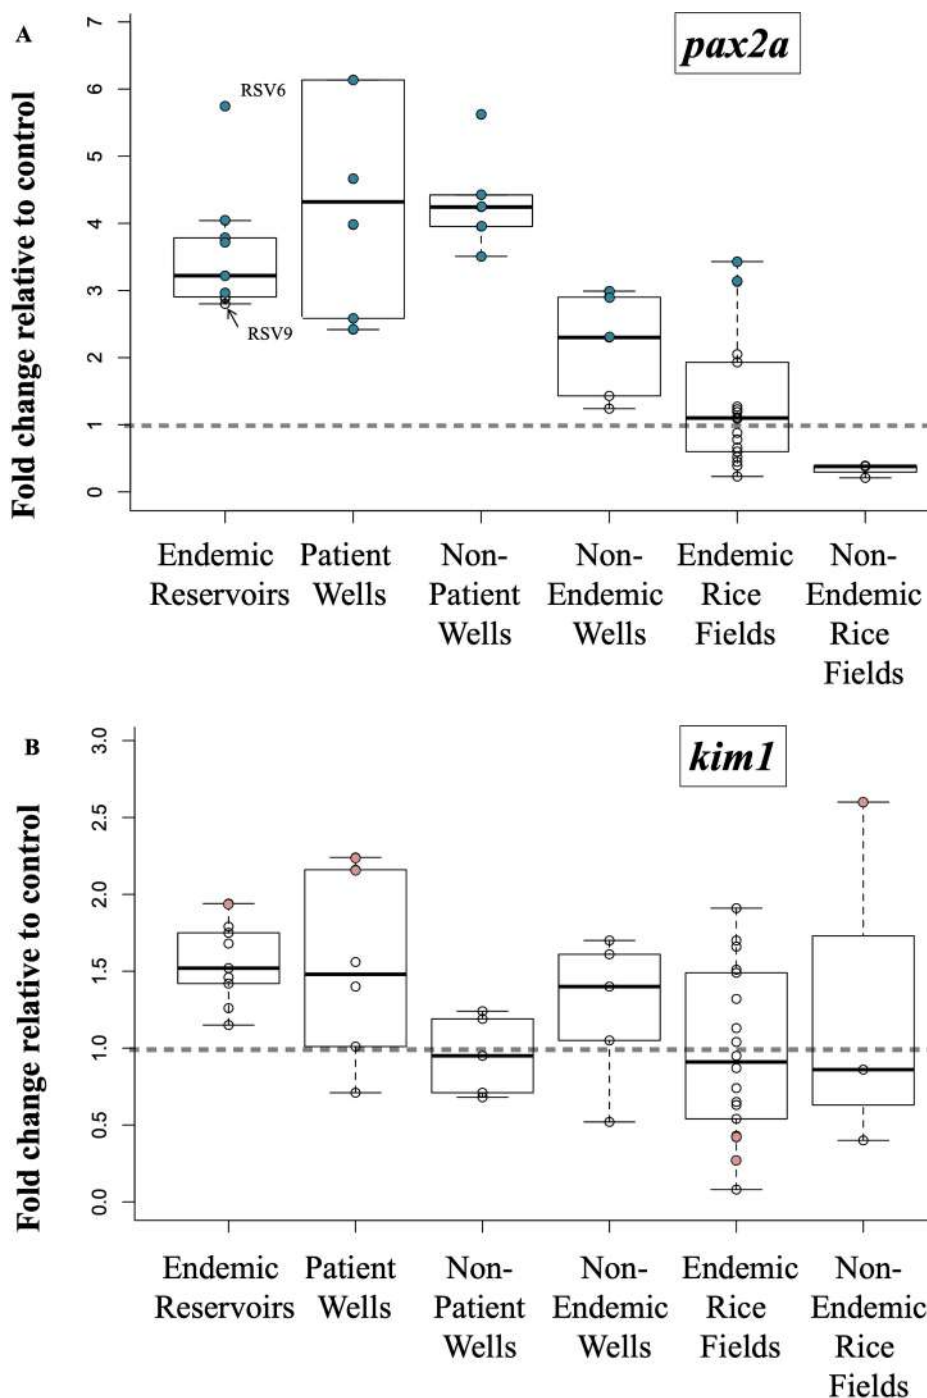 A
pax2a
Fold change relative to control
7
6
5
4
3
2
1
0
RSV6
RSV9
Endemic Reservoirs
Patient Wells
Non-Patient Wells
Non-Endemic Wells
Endemic Rice Fields
Non-Endemic Rice Fields
B
kim1
Fold change relative to control
3.0
2.5
2.0
1.5
1.0
0.5
0.0
Endemic Reservoirs
Patient Wells
Non-Patient Wells
Non-Endemic Wells
Endemic Rice Fields
Non-Endemic Rice Fields